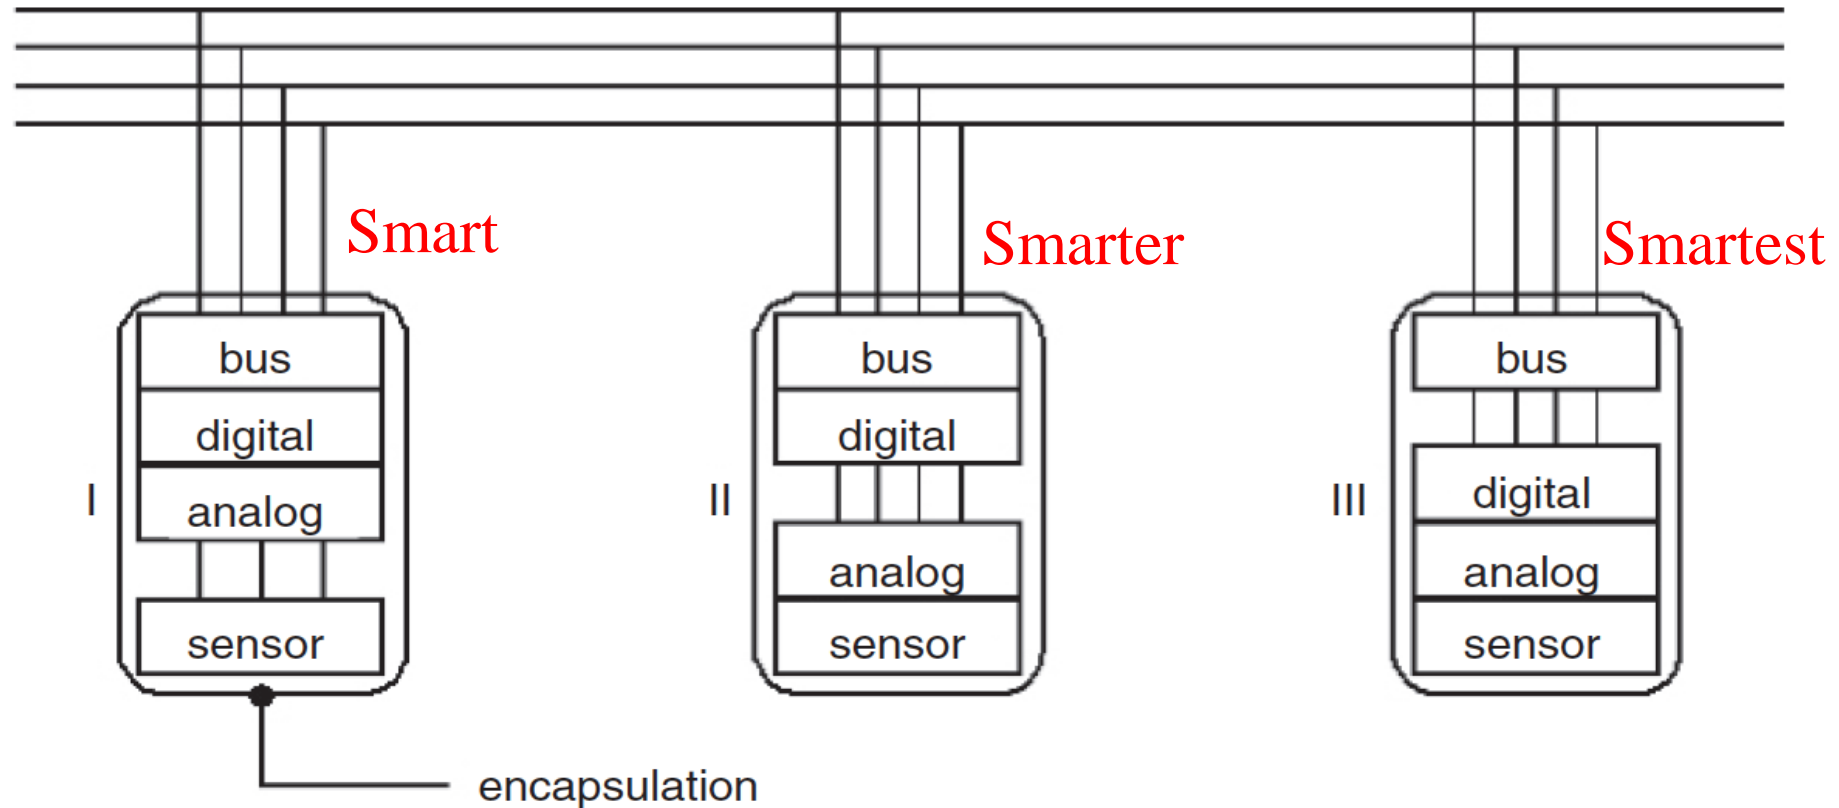 Smart
Smarter
Smartest
I
bus
digital
analog
sensor
II
bus
digital
analog
sensor
III
bus
digital
analog
sensor
encapsulation